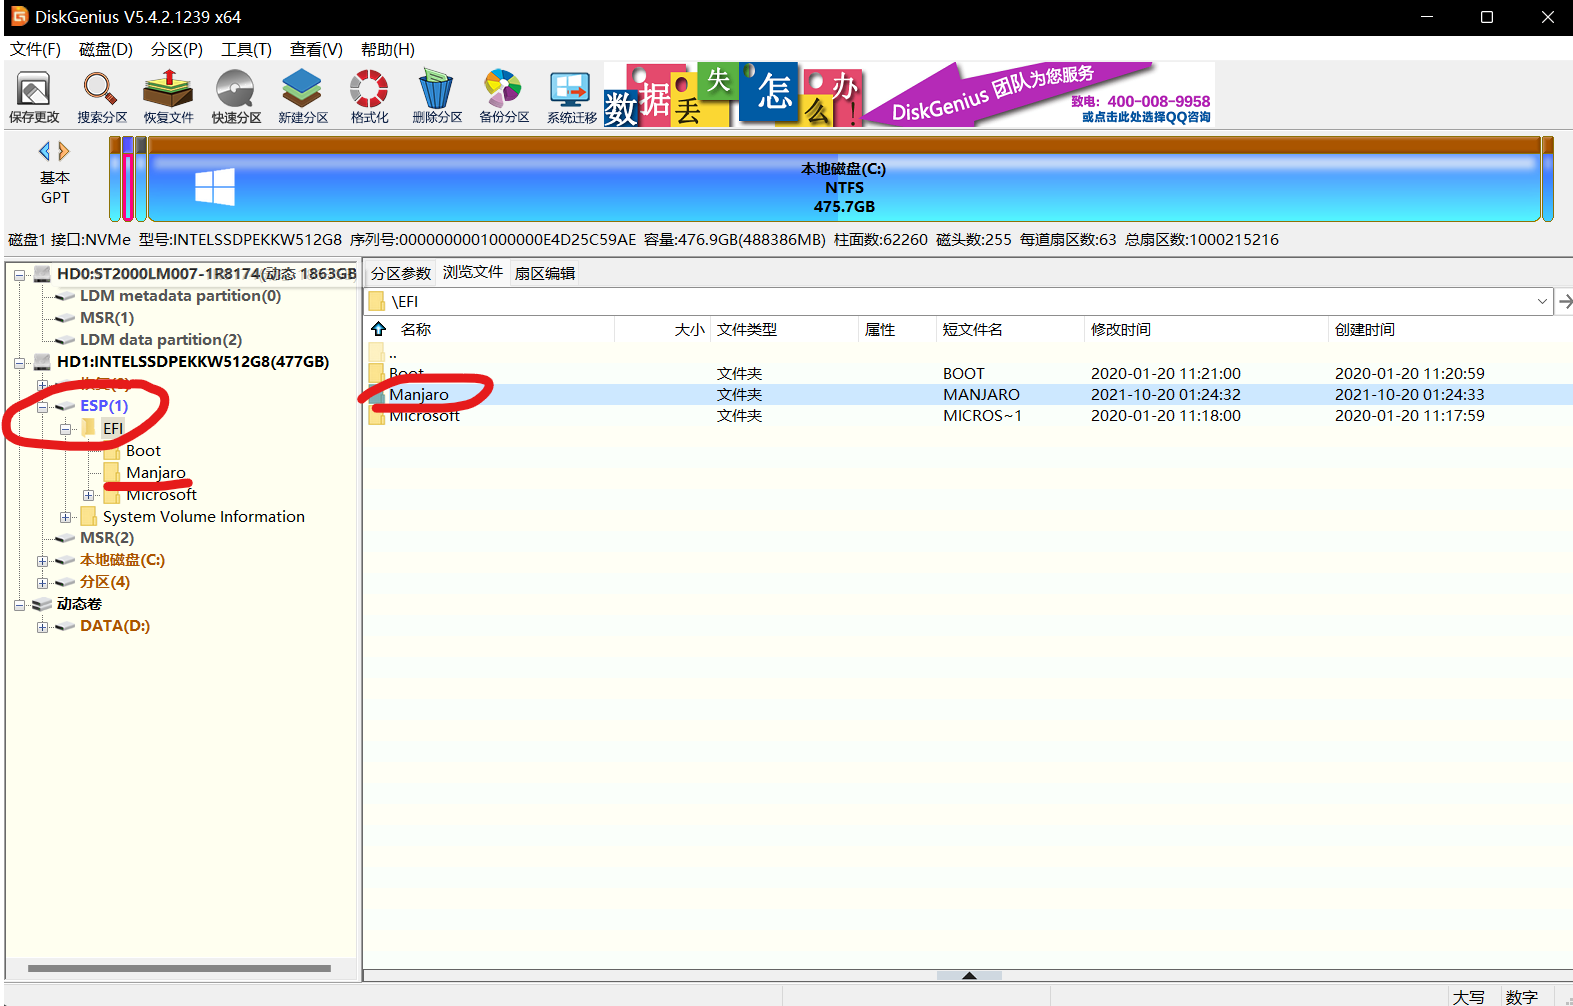 DiskGenius V5.4.2.1239 x64
文件(F) 磁盘(D) 分区(P) 工具(T) 查看(V) 帮助(H)
保存更改 搜索分区 恢复文件 快速分区 新建分区 格式化 删除分区 备份分区 系统迁移
数据丢失怎么办!
DiskGenius 团队为您服务
致电：400-008-9958
或点击此处选择QQ咨询
基本
GPT
本地磁盘(C:)
NTFS
475.7GB
磁盘1 接口:NVMe 型号:INTELSSDPEKKW512G8 序列号:0000000001000000E4D25C59AE 容量:476.9GB(488386MB) 柱面数:62260 磁头数:255 每道扇区数:63 总扇区数:1000215216
HD0:ST2000LM007-1R8174(动态 1863GB
LDM metadata partition(0)
MSR(1)
LDM data partition(2)
HD1:INTELSSDPEKKW512G8(477GB)
恢复(0)
ESP(1)
EFI
Boot
Manjaro
Microsoft
System Volume Information
MSR(2)
本地磁盘(C:)
分区(4)
动态卷
DATA(D:)
分区参数 浏览文件 扇区编辑
\EFI
名称 大小 文件类型 属性 短文件名 修改时间 创建时间
..
Boot 文件夹 BOOT 2020-01-20 11:21:00 2020-01-20 11:20:59
Manjaro 文件夹 MANJARO 2021-10-20 01:24:32 2021-10-20 01:24:33
Microsoft 文件夹 MICROS~1 2020-01-20 11:18:00 2020-01-20 11:17:59
大写 数字